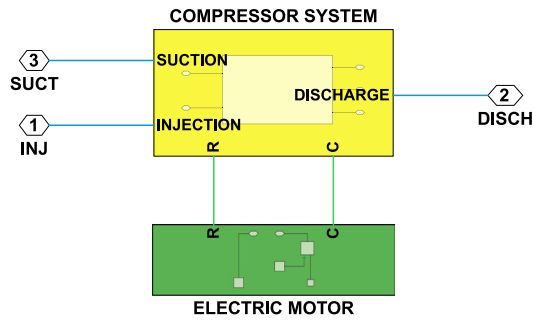 COMPRESSOR SYSTEM
3
SUCTION
SUCT
DISCHARGE
2
DISCH
1
INJECTION
INJ
R
C
R
C
ELECTRIC MOTOR